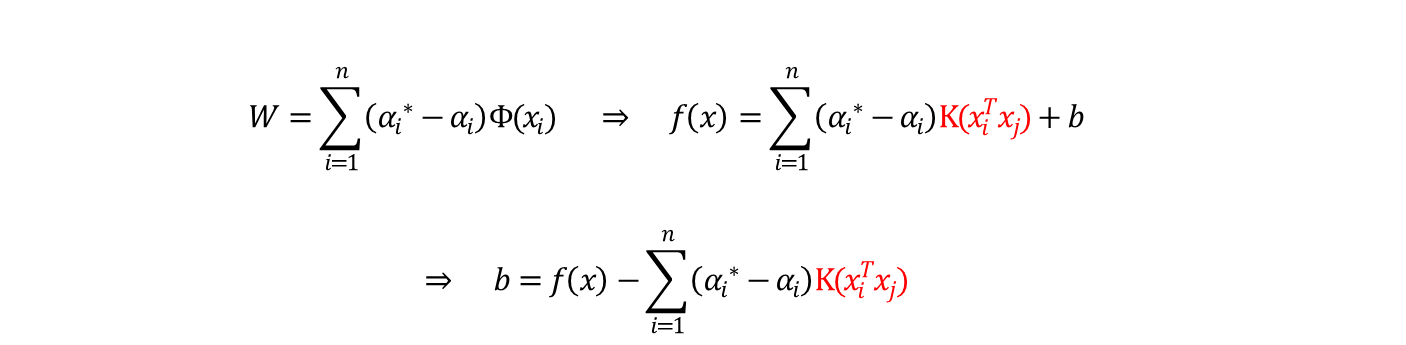 W = ∑_{i=1}^{n} (α_i^* − α_i)Φ(x_i) ⇒ f(x) = ∑_{i=1}^{n} (α_i^* − α_i)K(x_i^T x_j) + b
⇒ b = f(x) − ∑_{i=1}^{n} (α_i^* − α_i)K(x_i^T x_j)